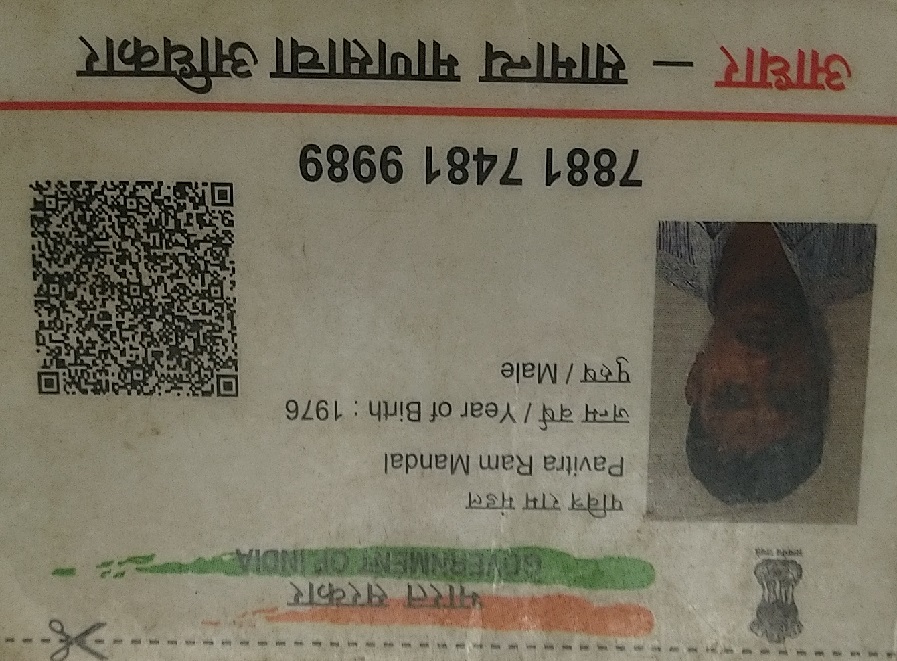 भारत सरकार
GOVERNMENT OF INDIA
पवित्र राम मंडल
Pavitra Ram Mandal
जन्म वर्ष / Year of Birth : 1976
पुरुष / Male
7881 7481 9989
आधार — सामान्य माणसाचा अधिकार